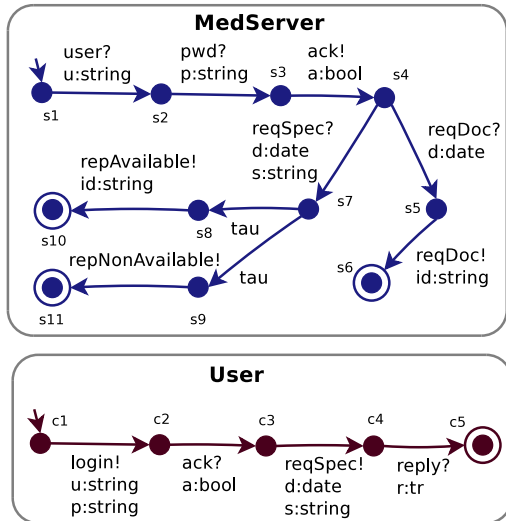 MedServer
user?
u:string
pwd?
p:string
ack!
a:bool
s1
s2
s3
s4
reqSpec?
d:date
s:string
reqDoc?
d:date
repAvailable!
id:string
s7
s5
s8
tau
s10
repNonAvailable!
tau
s6
reqDoc!
id:string
s11
s9
User
c1
c2
c3
c4
c5
login!
u:string
p:string
ack?
a:bool
reqSpec!
d:date
s:string
reply?
r:tr